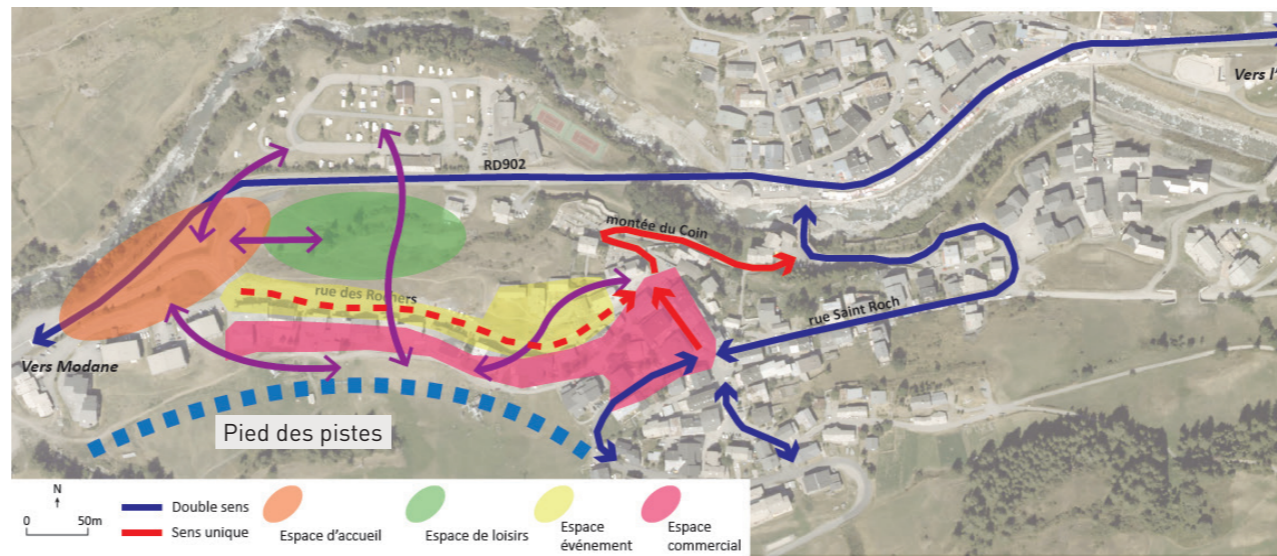 Vers l'
RD902
montée du Coin
rue des Rochers
rue Saint Roch
Vers Modane
Pied des pistes
N
0 50m
Double sens
Sens unique
Espace d'accueil
Espace de loisirs
Espace
événement
Espace
commercial